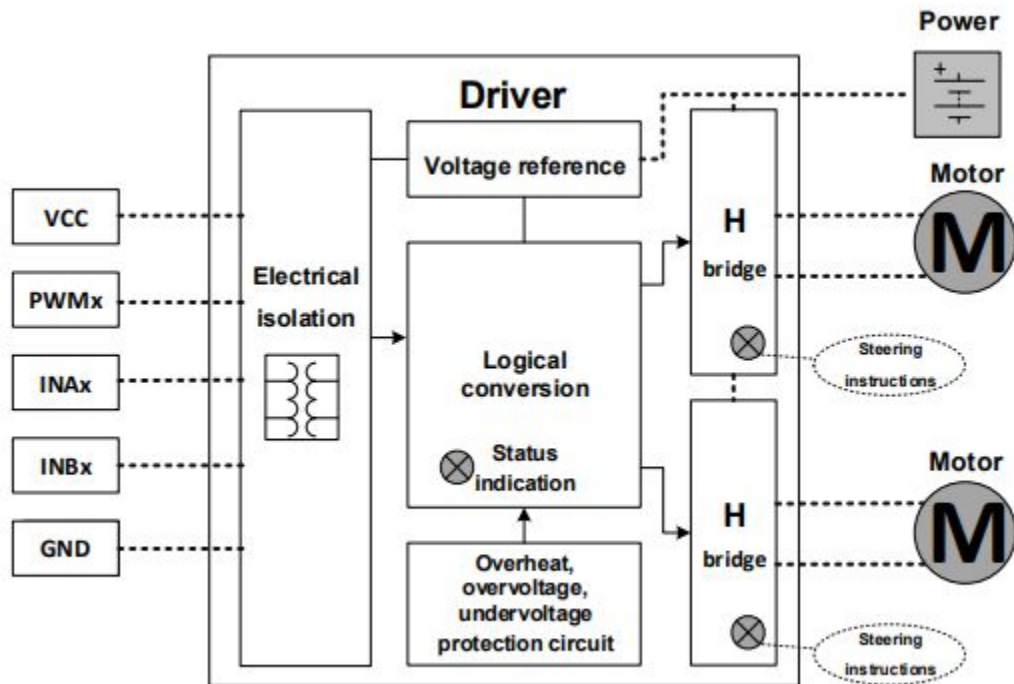 Power
Driver
+
Voltage reference
Motor
M
VCC
H
bridge
Electrical
isolation
PWMx
Steering
instructions
INAx
Logical
conversion
INBx
Status
indication
Motor
M
H
bridge
GND
Overheat,
overvoltage,
undervoltage
protection circuit
Steering
instructions